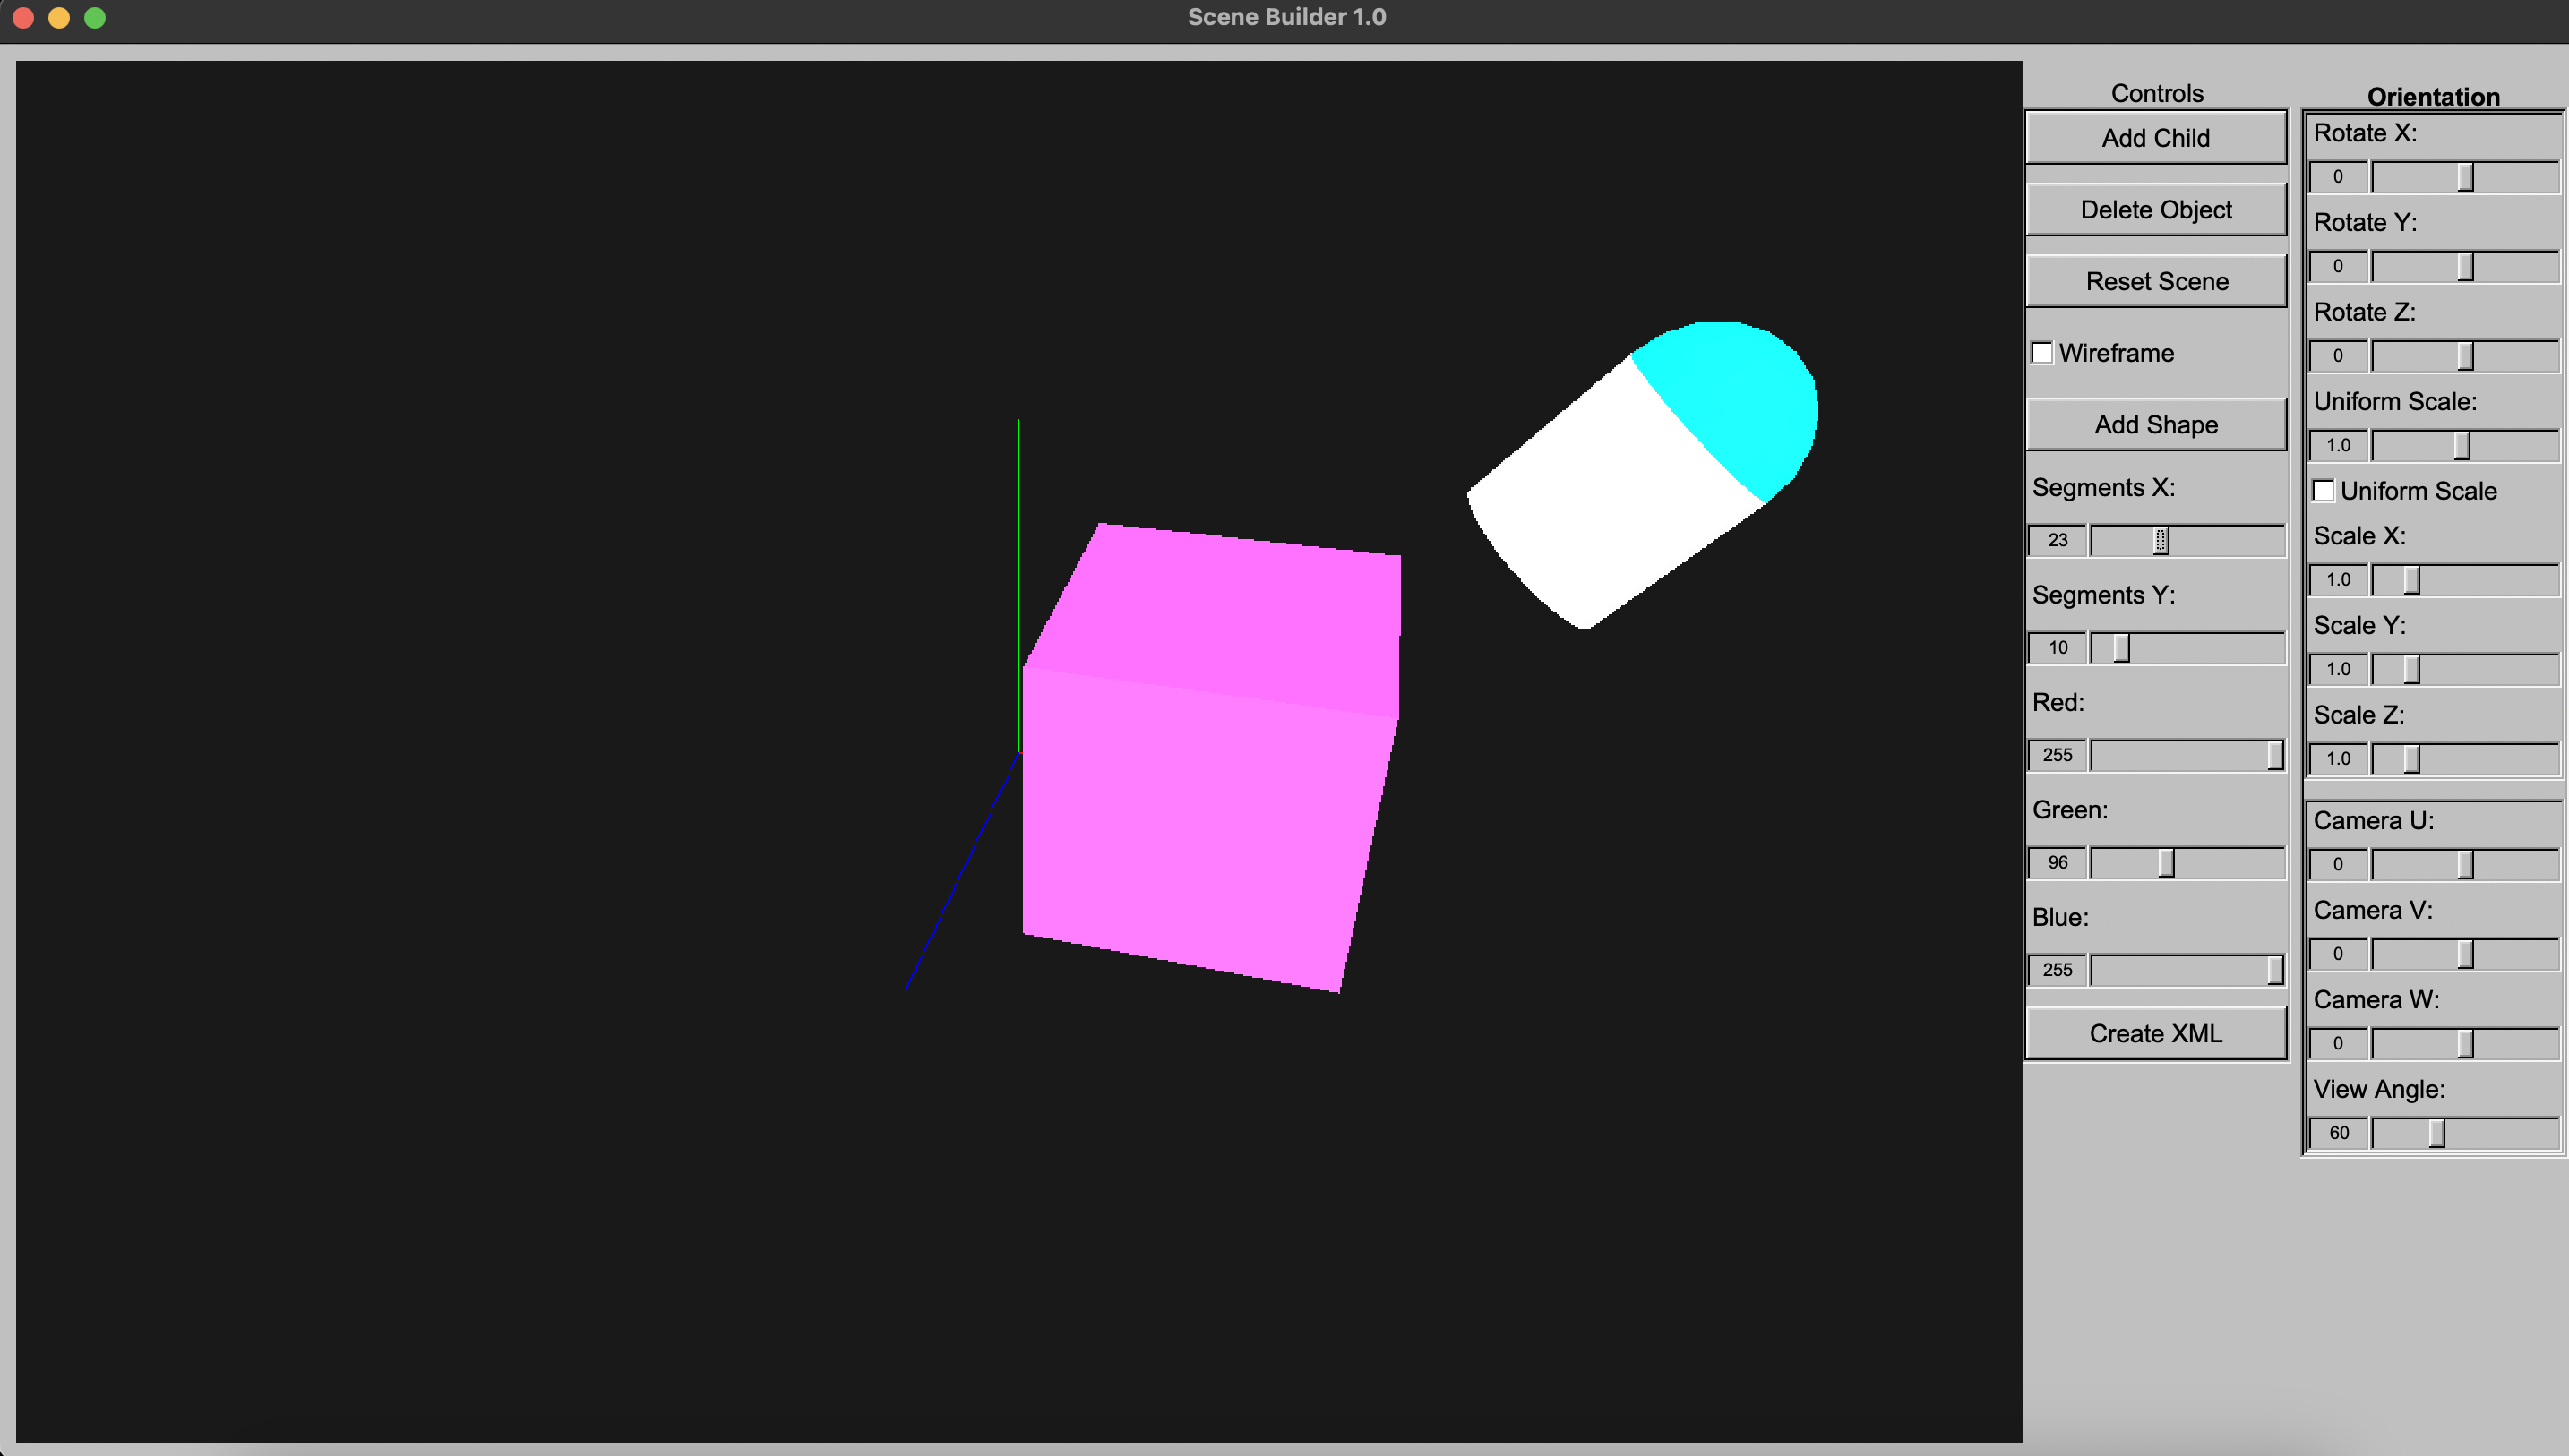 Scene Builder 1.0
Controls
Add Child
Delete Object
Reset Scene
Wireframe
Add Shape
Segments X:
23
Segments Y:
10
Red:
255
Green:
96
Blue:
255
Create XML
Orientation
Rotate X:
0
Rotate Y:
0
Rotate Z:
0
Uniform Scale:
1.0
Uniform Scale
Scale X:
1.0
Scale Y:
1.0
Scale Z:
1.0
Camera U:
0
Camera V:
0
Camera W:
0
View Angle:
60